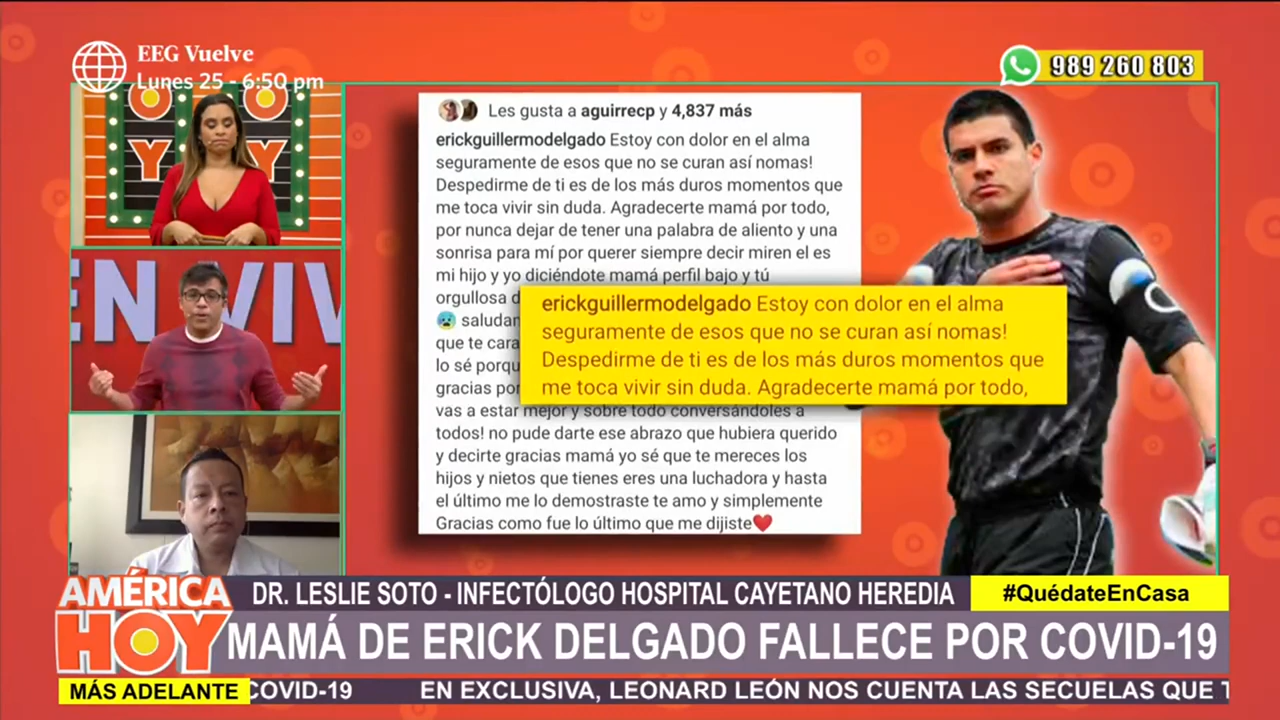 EEG Vuelve
Lunes 25 - 6:50 pm
989 260 803
EN VIV
Les gusta a aguirrecp y 4,837 más
erickguillermodelgado Estoy con dolor en el alma
seguramente de esos que no se curan así nomas!
Despedirme de ti es de los más duros momentos que
me toca vivir sin duda. Agradecerte mamá por todo,
por nunca dejar de tener una palabra de aliento y una
sonrisa para mí por querer siempre decir miren el es
mi hijo y yo diciéndote mamá perfil bajo y tú
orgullosa d
😰 saludan
que te cara
lo sé porqu
gracias por
vas a estar mejor y sobre todo conversándoles a
todos! no pude darte ese abrazo que hubiera querido
y decirte gracias mamá yo sé que te mereces los
hijos y nietos que tienes eres una luchadora y hasta
el último me lo demostraste te amo y simplemente
Gracias como fue lo último que me dijiste❤️
erickguillermodelgado Estoy con dolor en el alma
seguramente de esos que no se curan así nomas!
Despedirme de ti es de los más duros momentos que
me toca vivir sin duda. Agradecerte mamá por todo,
AMÉRICA
HOY
DR. LESLIE SOTO - INFECTÓLOGO HOSPITAL CAYETANO HEREDIA
#QuédateEnCasa
MAMÁ DE ERICK DELGADO FALLECE POR COVID-19
MÁS ADELANTE
COVID-19 EN EXCLUSIVA, LEONARD LEÓN NOS CUENTA LAS SECUELAS QUE T